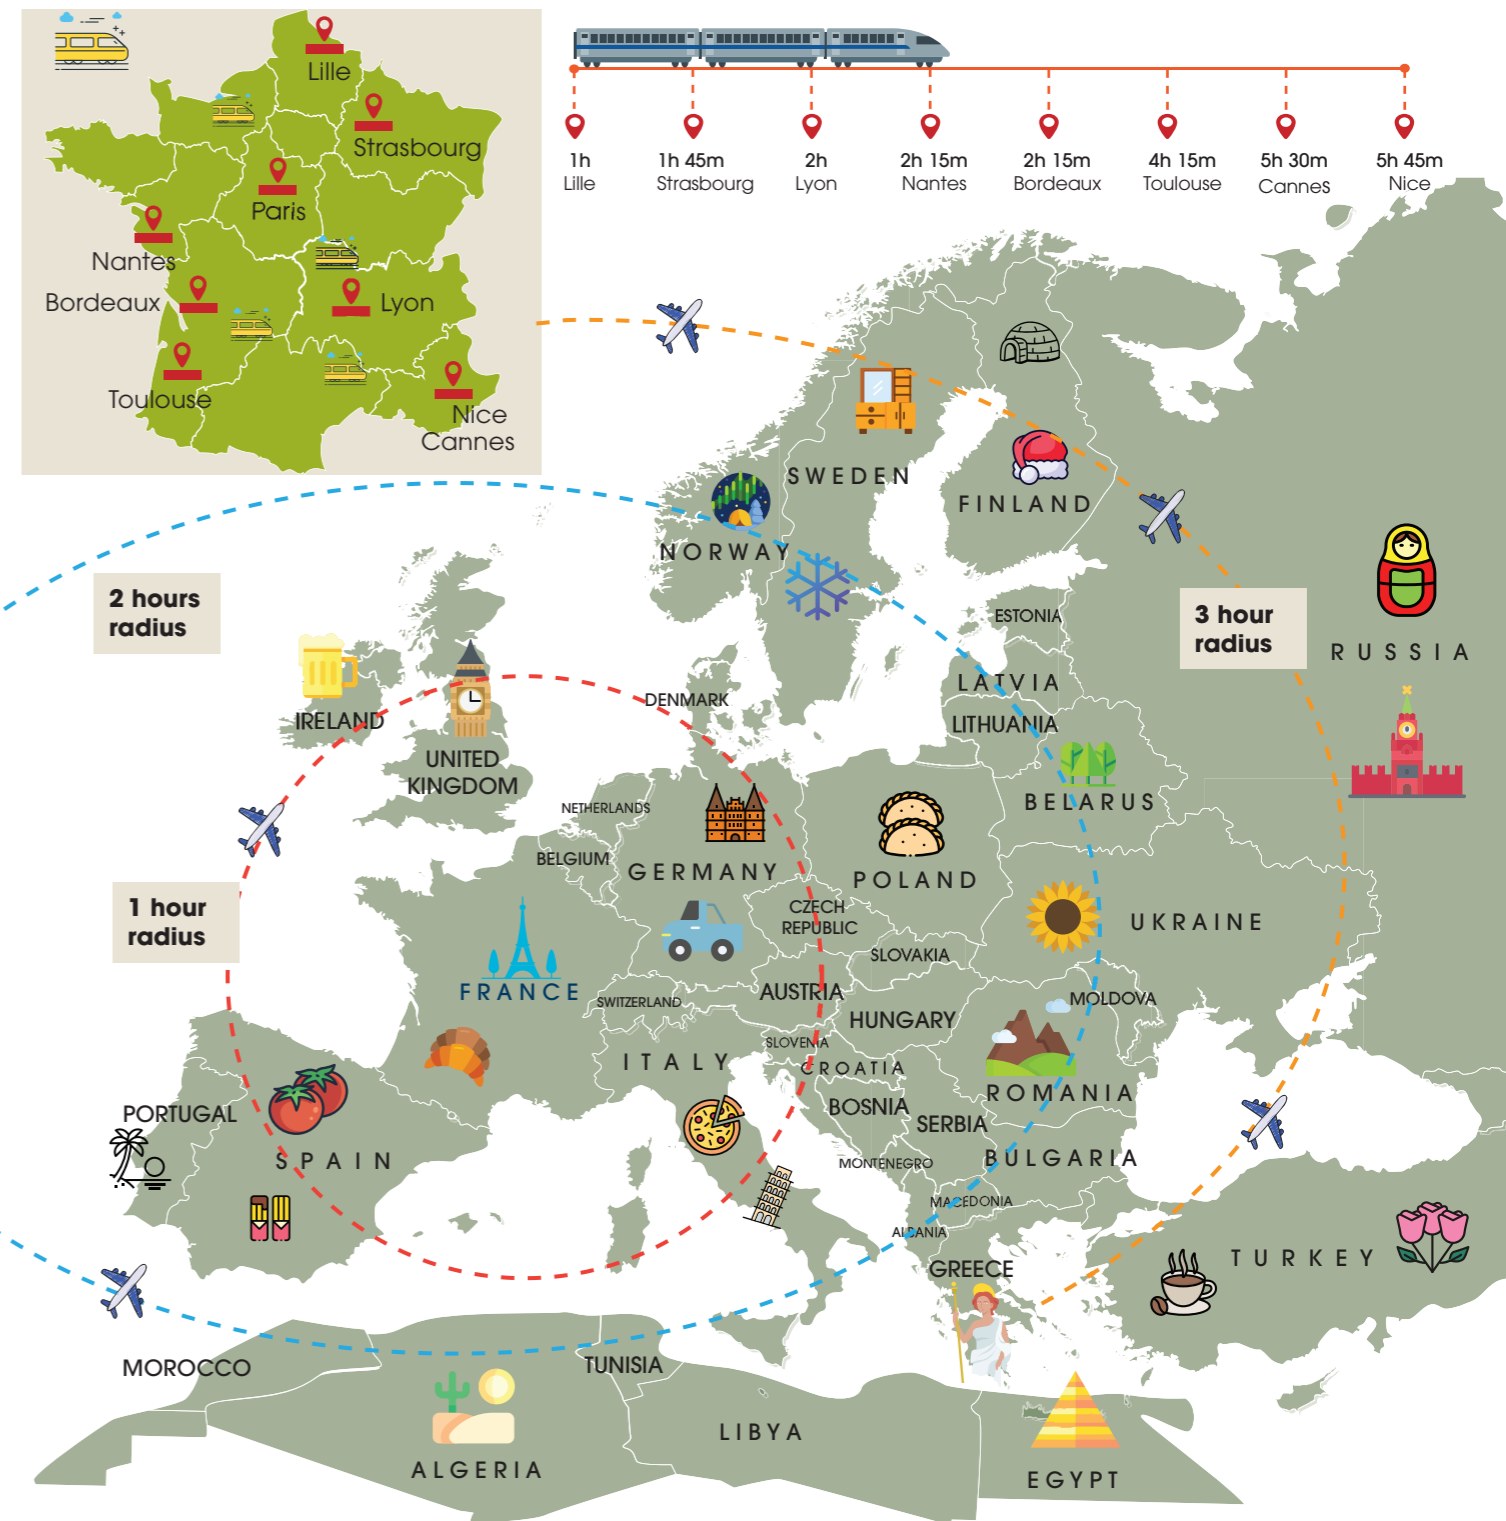 Lille
Strasbourg
Paris
Nantes
Bordeaux
Lyon
Toulouse
Nice
Cannes
1h
Lille
1h 45m
Strasbourg
2h
Lyon
2h 15m
Nantes
2h 15m
Bordeaux
4h 15m
Toulouse
5h 30m
Cannes
5h 45m
Nice
2 hours
radius
3 hour
radius
1 hour
radius
SWEDEN
FINLAND
NORWAY
ESTONIA
RUSSIA
LATVIA
DENMARK
LITHUANIA
IRELAND
UNITED
KINGDOM
NETHERLANDS
BELARUS
BELGIUM
GERMANY
POLAND
CZECH
REPUBLIC
UKRAINE
SLOVAKIA
FRANCE
SWITZERLAND
AUSTRIA
MOLDOVA
HUNGARY
SLOVENIA
ITALY
CROATIA
ROMANIA
BOSNIA
SERBIA
PORTUGAL
SPAIN
MONTENEGRO
BULGARIA
MACEDONIA
ALBANIA
GREECE
TURKEY
MOROCCO
TUNISIA
LIBYA
ALGERIA
EGYPT